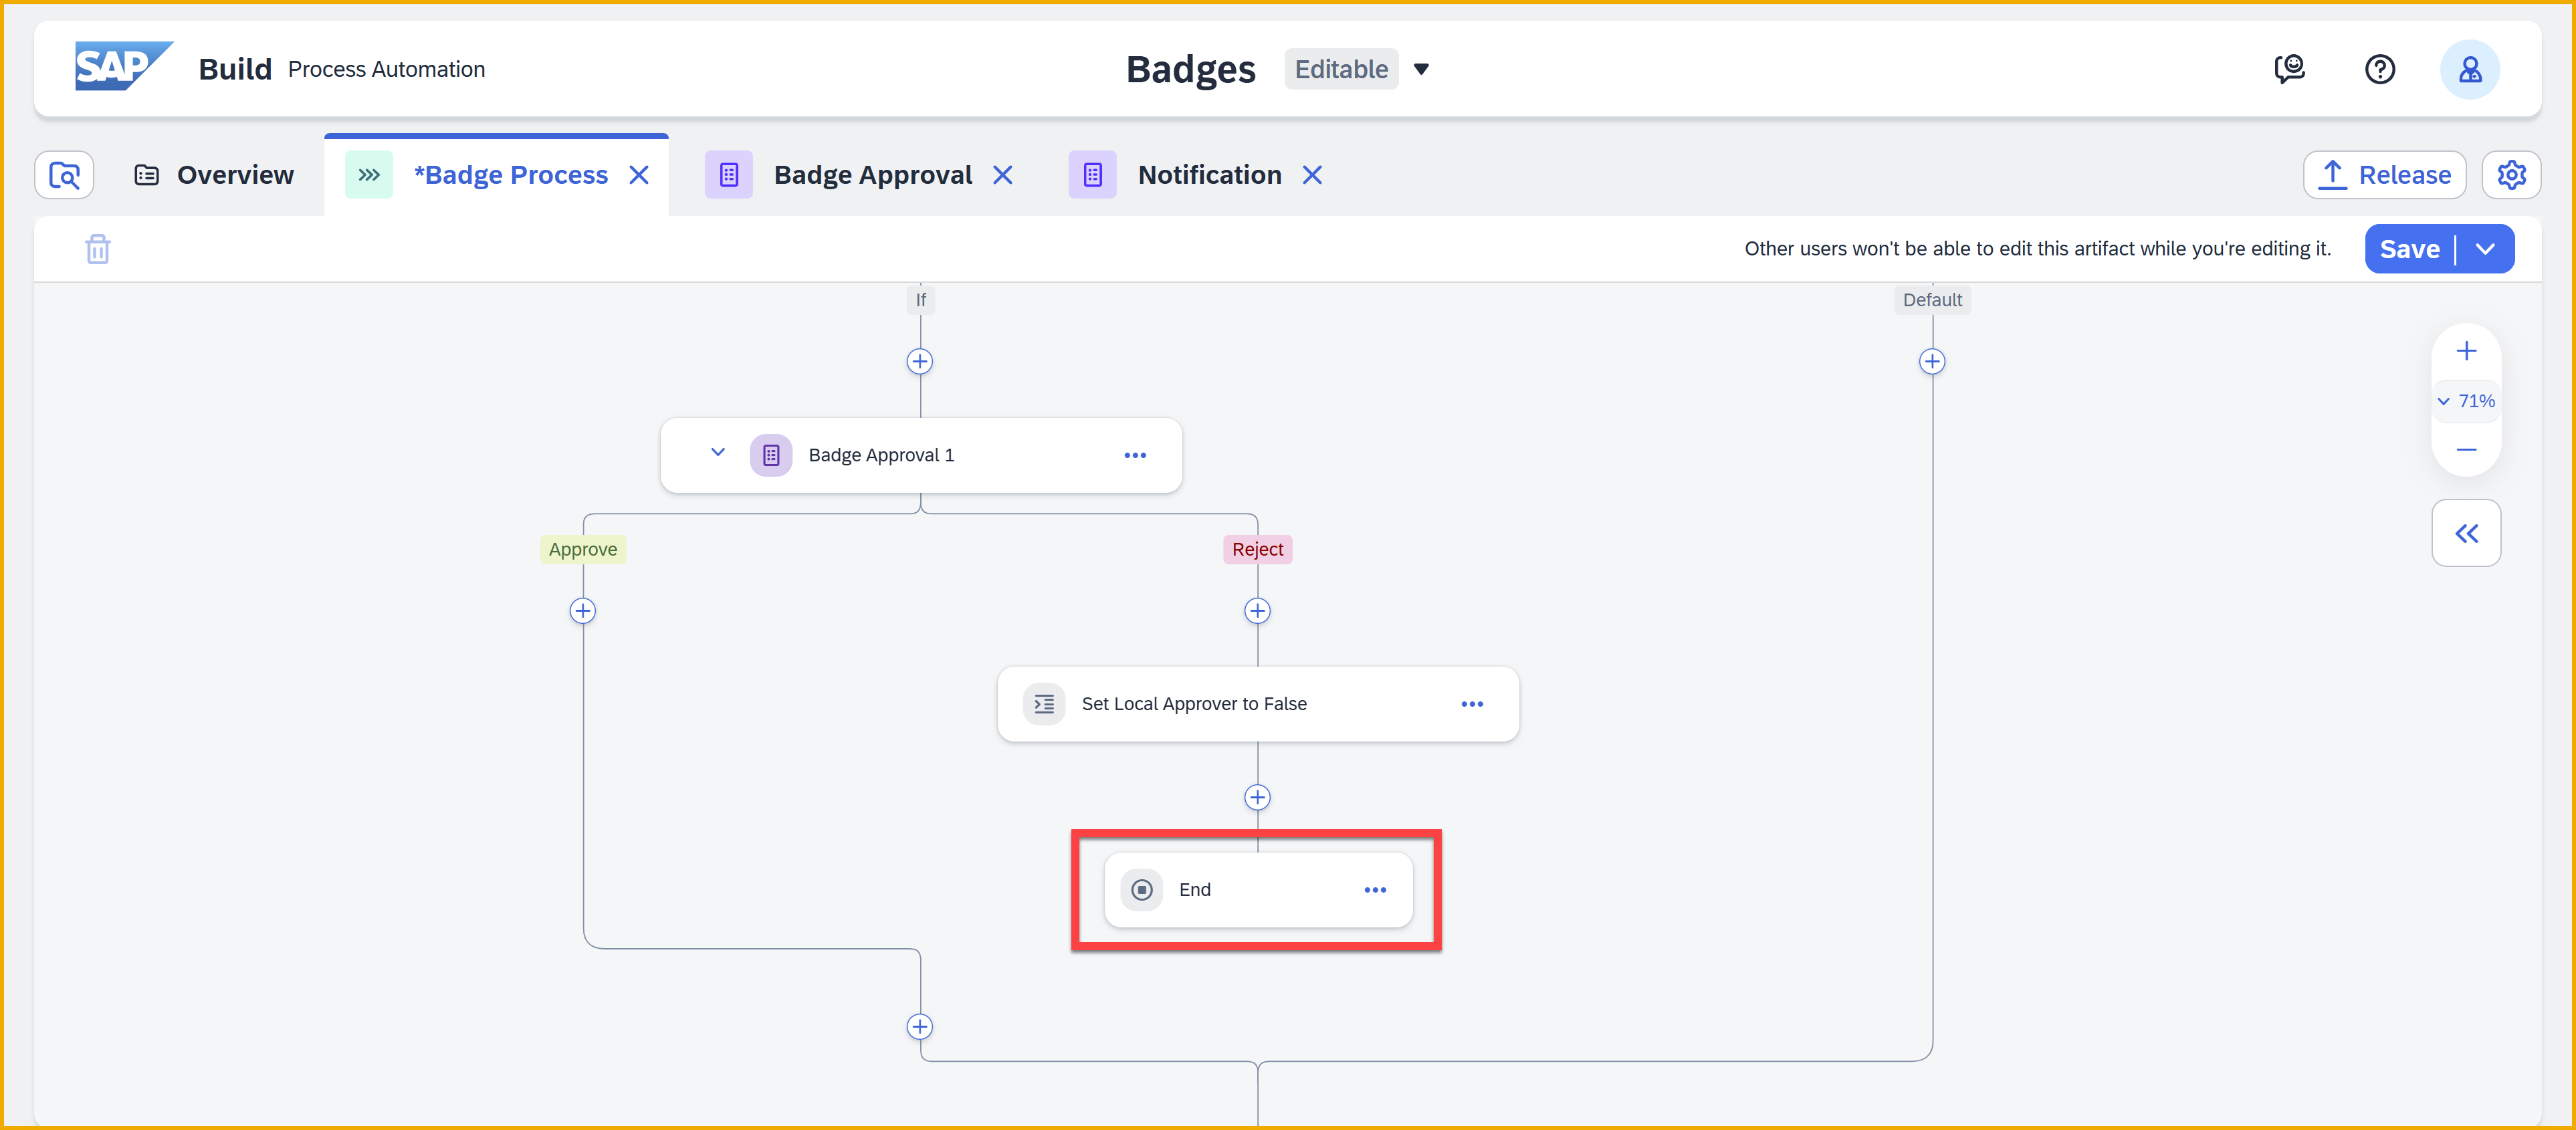 SAP Build Process Automation Badges Editable
Overview *Badge Process Badge Approval Notification Release
Other users won't be able to edit this artifact while you're editing it. Save
If Default
71%
Badge Approval 1
Approve Reject
Set Local Approver to False
End